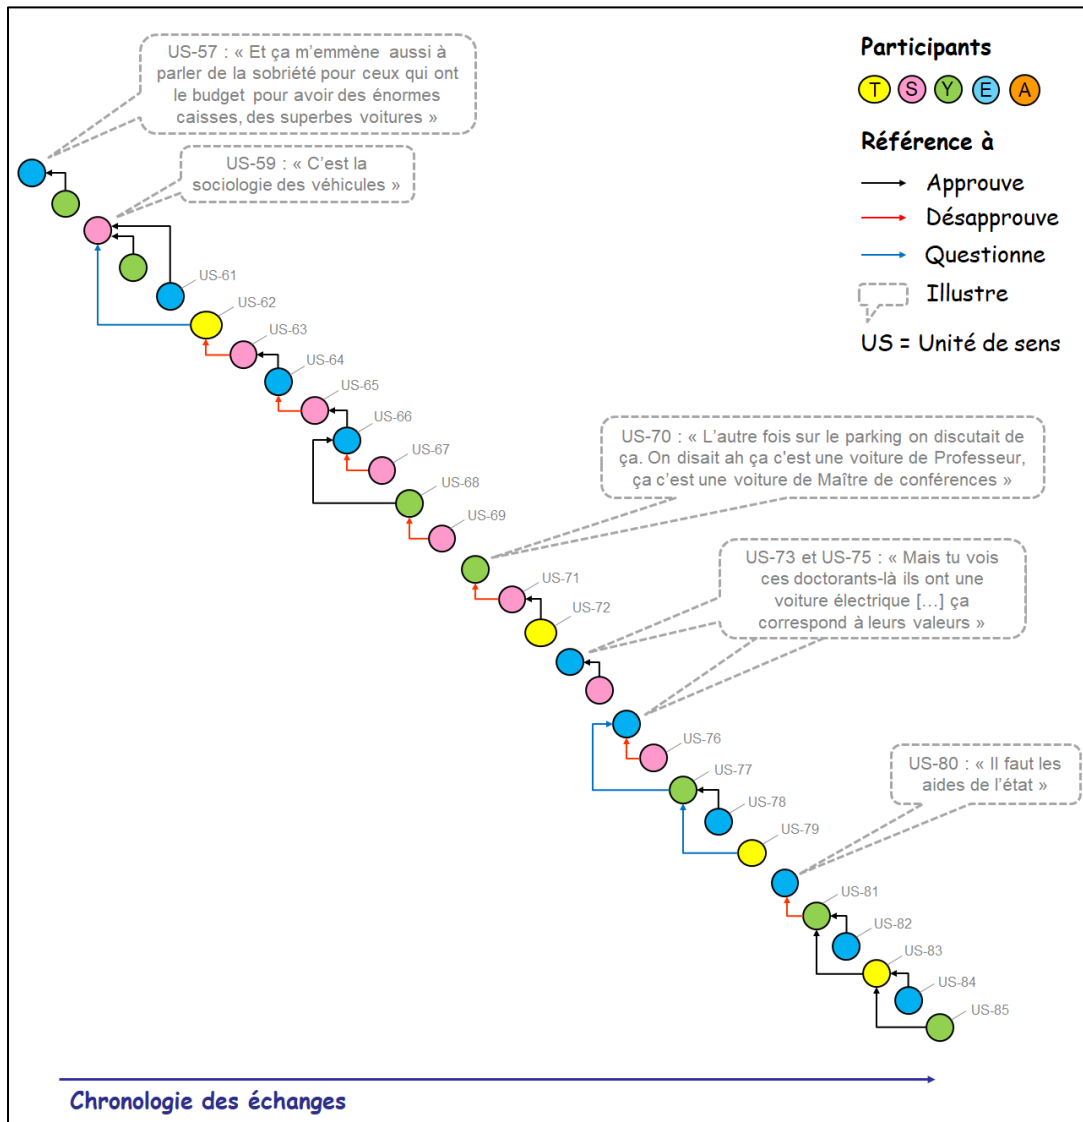 US-57 : « Et ça m'emmène aussi à
parler de la sobriété pour ceux qui ont
le budget pour avoir des énormes
caisses, des superbes voitures »
Participants
T S Y E A
US-59 : « C'est la
sociologie des véhicules »
Référence à
Approuve
Désapprouve
Questionne
Illustre
US = Unité de sens
US-61
US-62
US-63
US-64
US-65
US-66
US-67
US-68
US-69
US-70 : « L'autre fois sur le parking on discutait de
ça. On disait ah ça c'est une voiture de Professeur,
ça c'est une voiture de Maître de conférences »
US-71
US-72
US-73 et US-75 : « Mais tu vois
ces doctorants-là ils ont une
voiture électrique […] ça
correspond à leurs valeurs »
US-76
US-77
US-78
US-79
US-80 : « Il faut les
aides de l'état »
US-81
US-82
US-83
US-84
US-85
Chronologie des échanges